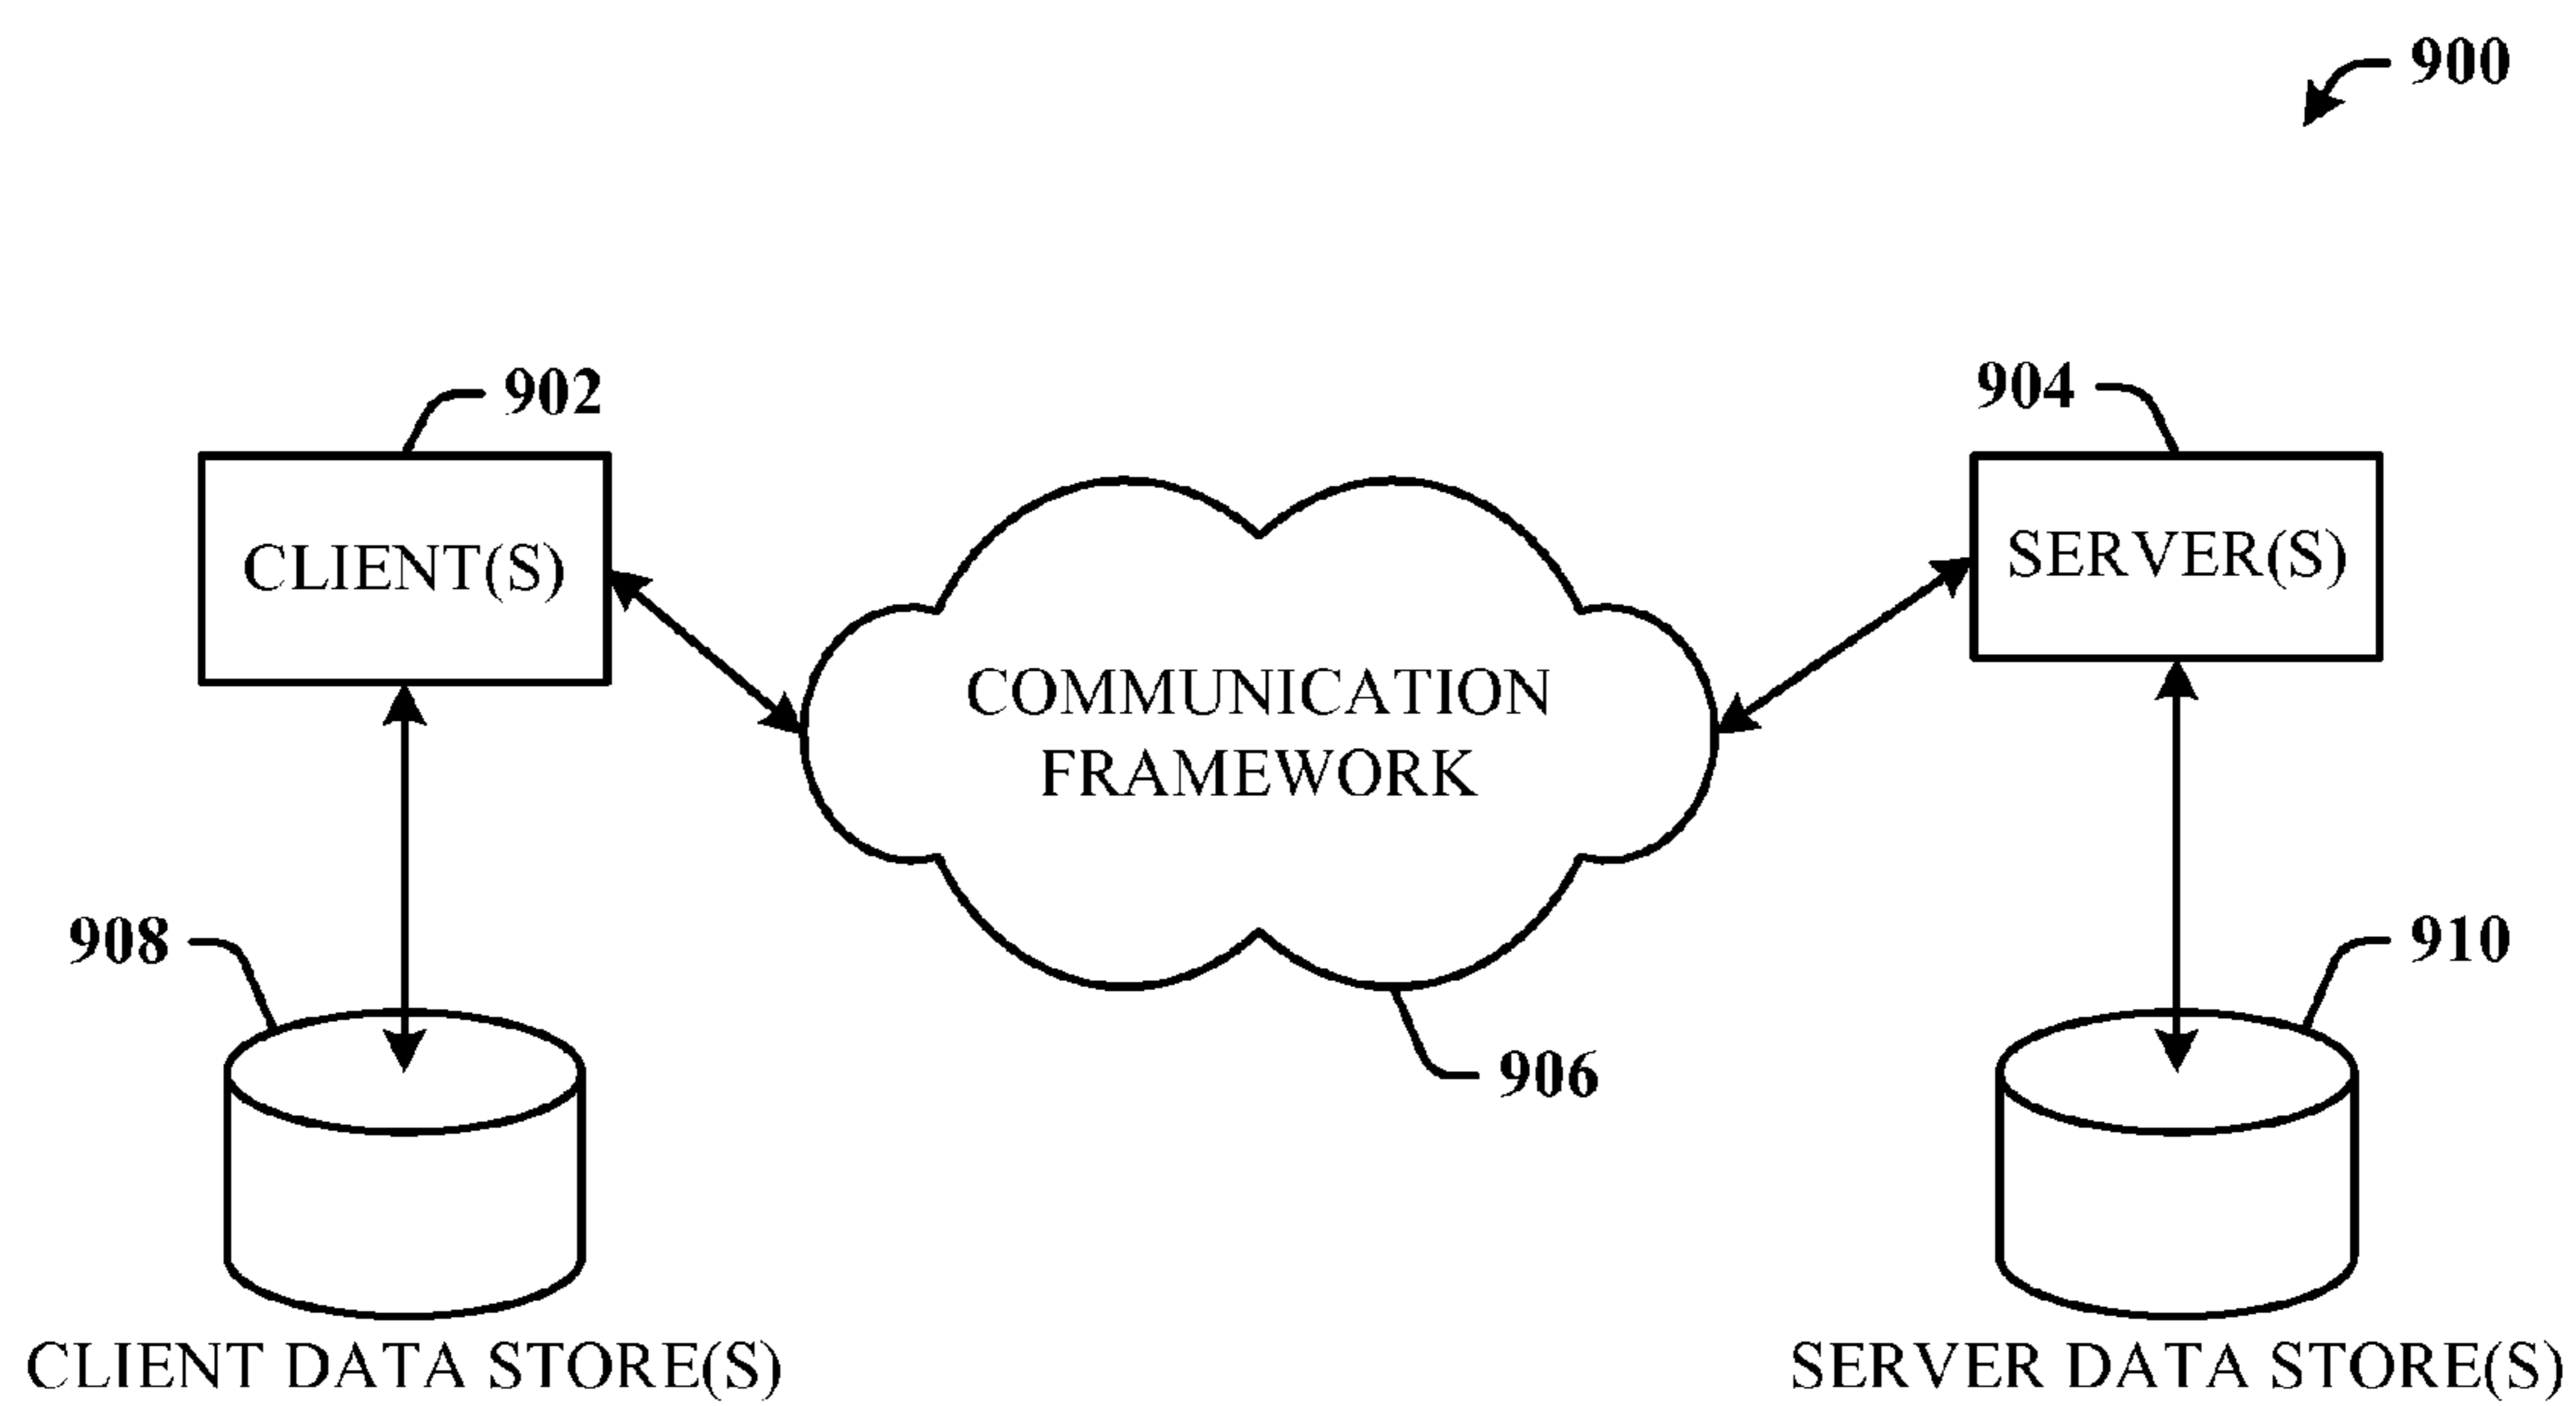 900
902
904
CLIENT(S)
SERVER(S)
COMMUNICATION
FRAMEWORK
908
910
906
CLIENT DATA STORE(S)
SERVER DATA STORE(S)